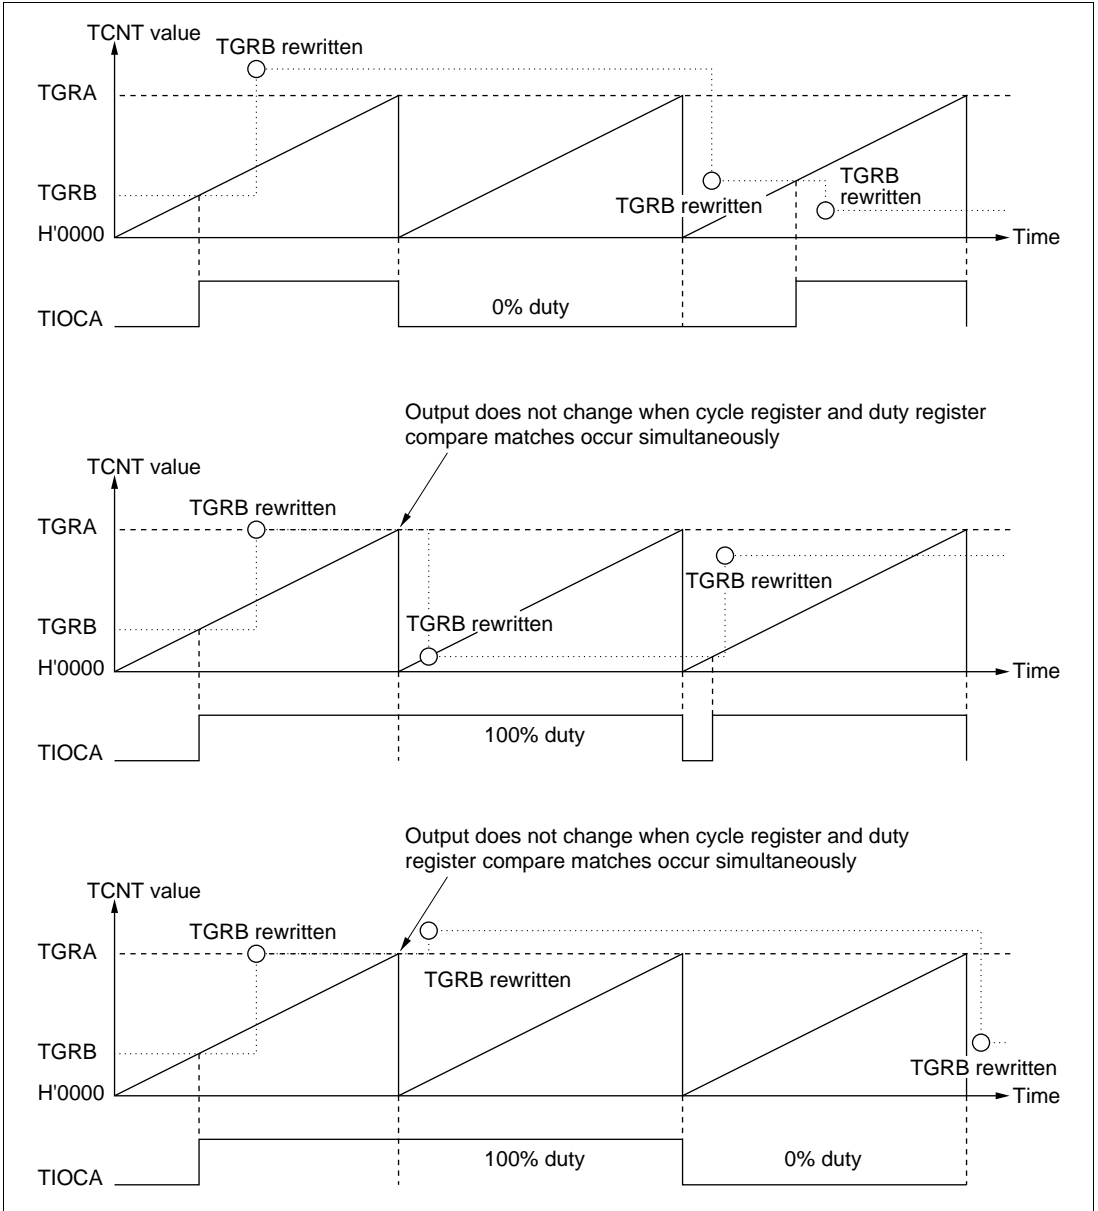 TCNT value
TGRB rewritten
TGRA
TGRB
TGRB rewritten
TGRB
rewritten
H'0000
Time
TIOCA
0% duty
Output does not change when cycle register and duty register
compare matches occur simultaneously
TCNT value
TGRB rewritten
TGRA
TGRB rewritten
TGRB
TGRB rewritten
H'0000
Time
100% duty
TIOCA
Output does not change when cycle register and duty
register compare matches occur simultaneously
TCNT value
TGRB rewritten
TGRA
TGRB rewritten
TGRB
TGRB rewritten
H'0000
Time
100% duty
0% duty
TIOCA